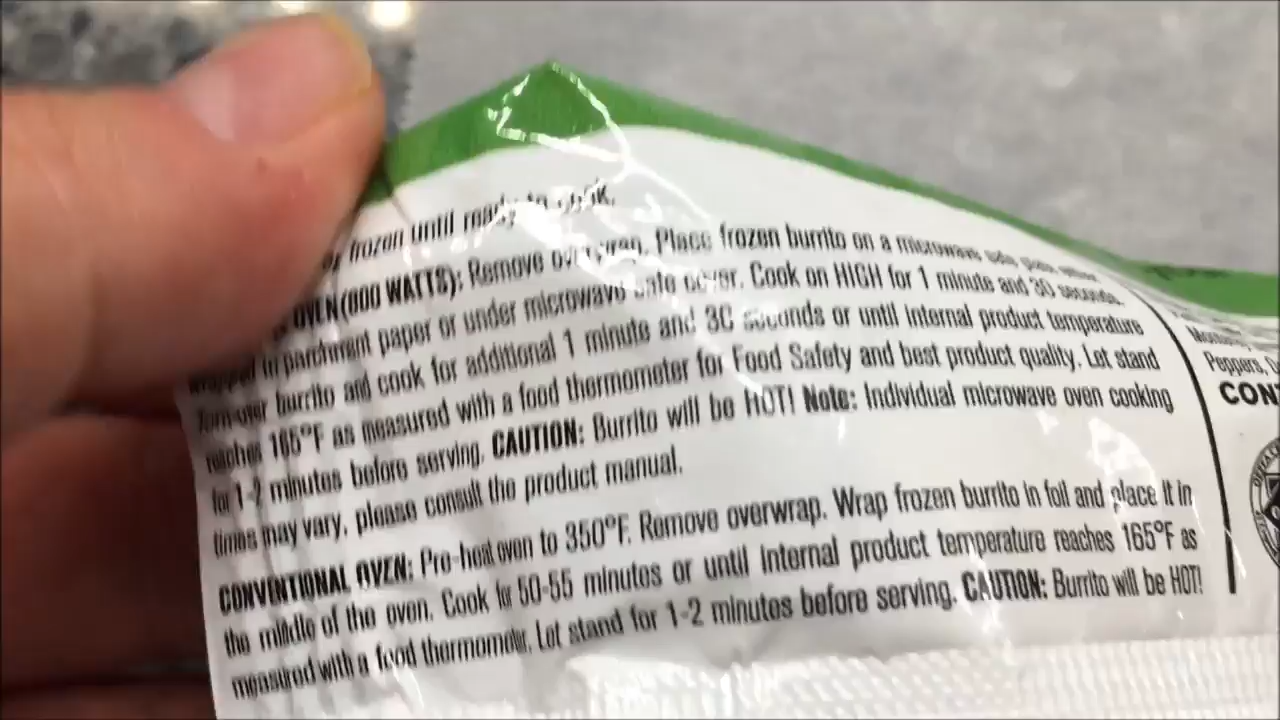 frozen until ready to cook.
OVEN WATTS): Remove overwrap. Place frozen burrito on a microwave safe plate
in parchment paper or under microwave safe cover. Cook on HIGH for 1 minute and 30 seconds.
Turn over burrito and cook for additional 1 minute and 30 seconds or until internal product temperature
reaches 165°F as measured with a food thermometer for Food Safety and best product quality. Let stand
for 1-2 minutes before serving. CAUTION: Burrito will be HOT! Note: Individual microwave oven cooking
times may vary, please consult the product manual.
CONVENTIONAL OVEN: Pre-heat oven to 350°F. Remove overwrap. Wrap frozen burrito in foil and place it in
the middle of the oven. Cook for 50-55 minutes or until internal product temperature reaches 165°F as
measured with a food thermometer. Let stand for 1-2 minutes before serving. CAUTION: Burrito will be HOT!
Peppers,
CON